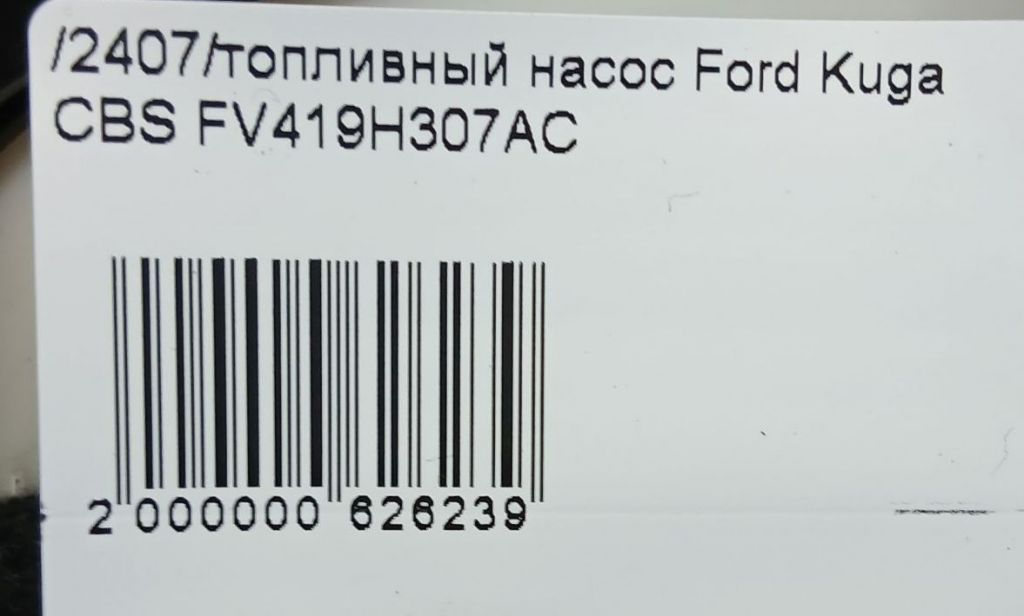 /2407/топливный насос Ford Kuga
CBS FV419H307AC
2 000000 626239